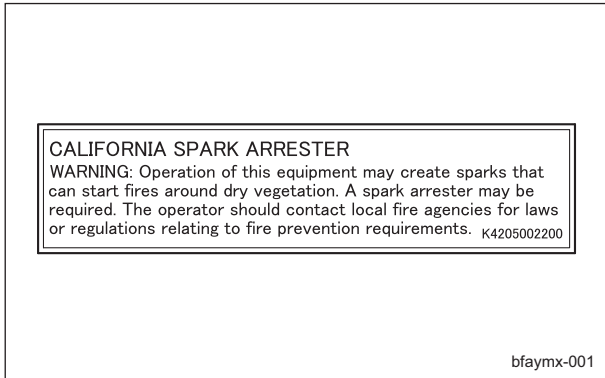 CALIFORNIA SPARK ARRESTER
WARNING: Operation of this equipment may create sparks that
can start fires around dry vegetation. A spark arrester may be
required. The operator should contact local fire agencies for laws
or regulations relating to fire prevention requirements. K4205002200
bfaymx-001